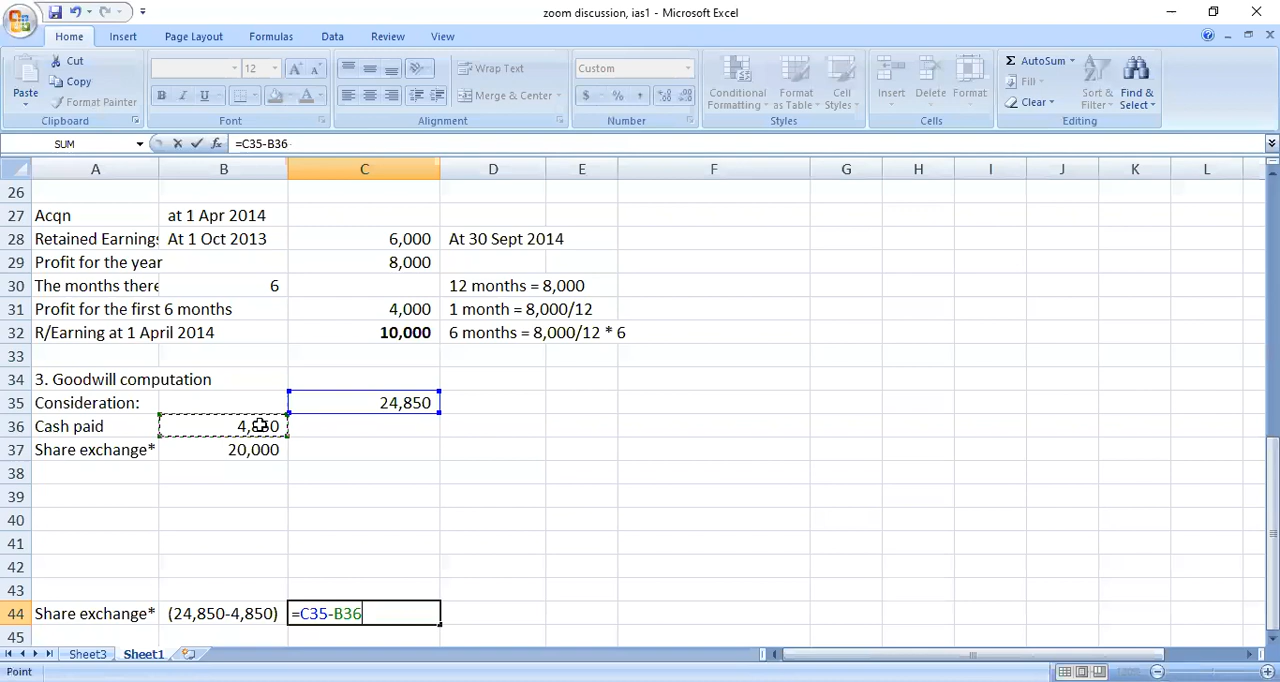 zoom discussion, ias1 - Microsoft Excel
Home Insert Page Layout Formulas Data Review View
Cut
Copy
Format Painter
Paste
Clipboard
12
B I U A
Font
Wrap Text
Merge & Center
Alignment
Custom
$ % ,
Number
Conditional Formatting
Format as Table
Cell Styles
Styles
Insert Delete Format
Cells
Σ AutoSum
Fill
Clear
Sort & Filter
Find & Select
Editing
SUM fx =C35-B36
A B C D E F G H I J K L
26
27 Acqn at 1 Apr 2014
28 Retained Earnings At 1 Oct 2013 6,000 At 30 Sept 2014
29 Profit for the year 8,000
30 The months there 6 12 months = 8,000
31 Profit for the first 6 months 4,000 1 month = 8,000/12
32 R/Earning at 1 April 2014 10,000 6 months = 8,000/12 * 6
33
34 3. Goodwill computation
35 Consideration: 24,850
36 Cash paid 4,850
37 Share exchange* 20,000
38
39
40
41
42
43
44 Share exchange* (24,850-4,850) =C35-B36
45
Sheet3 Sheet1
Point